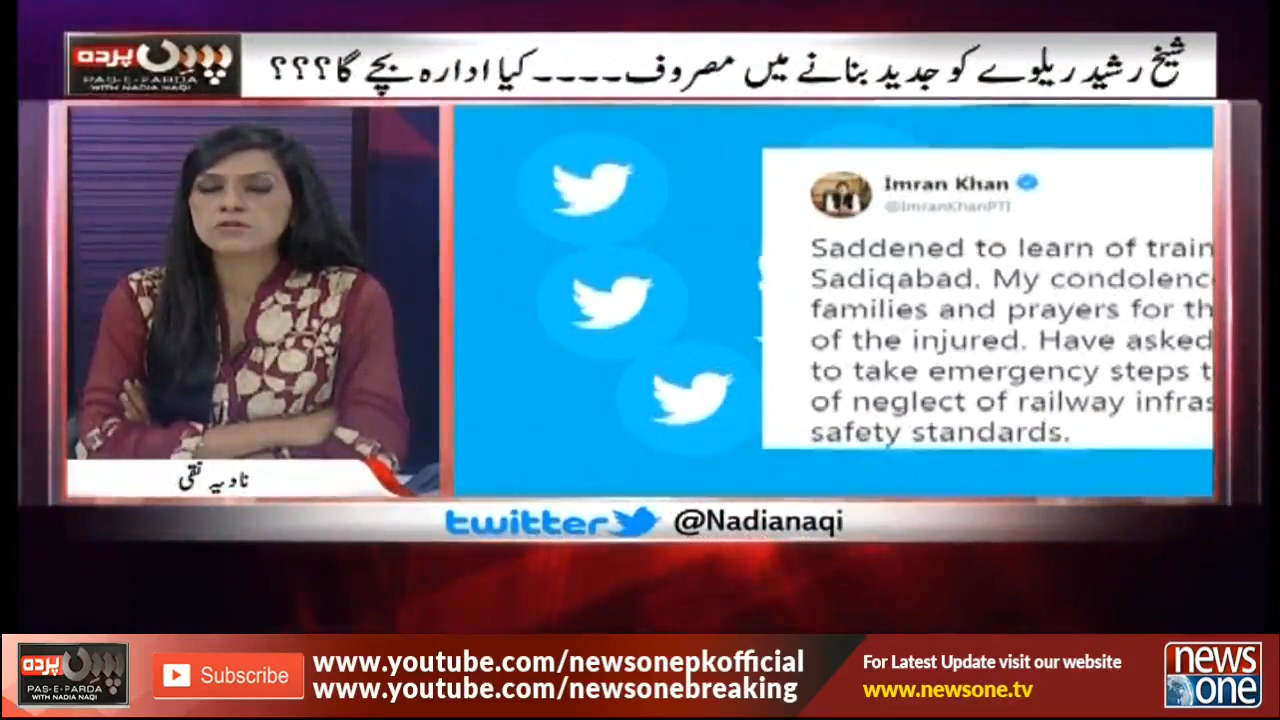 شیخ رشید ریلوے کو جدید بنانے میں مصروف۔۔۔۔کیا ادارہ بچے گا؟؟؟
پسِ پردہ
PAS-E-PARDA
WITH NADIA NAQI
Imran Khan
@ImranKhanPTI
Saddened to learn of train
Sadiqabad. My condolenc
families and prayers for th
of the injured. Have asked
to take emergency steps t
of neglect of railway infras
safety standards.
نادیہ نقی
twitter @Nadianaqi
پسِ پردہ
PAS-E-PARDA
WITH NADIA NAQI
Subscribe
www.youtube.com/newsonepkofficial
www.youtube.com/newsonebreaking
For Latest Update visit our website
www.newsone.tv
news
one